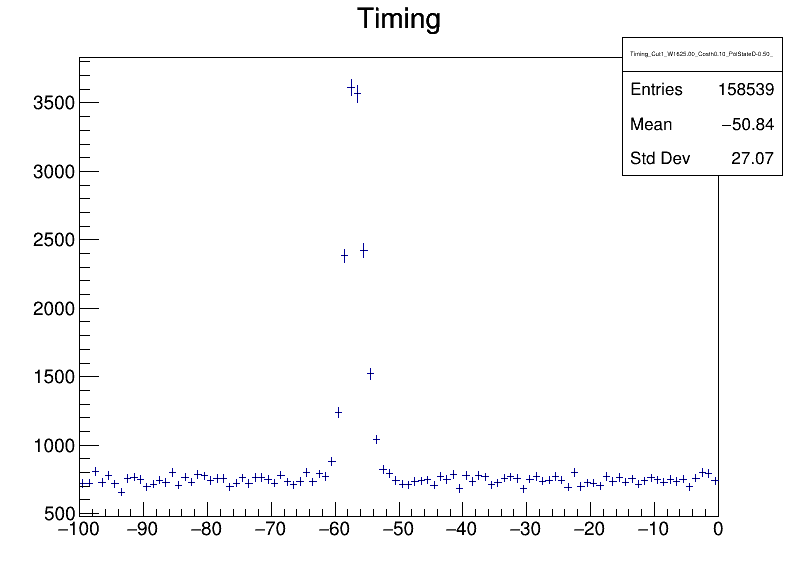 Timing
Timing_Cut1_W1625.00_Costh0.10_PolStateD-0.50_
Entries 158539
Mean −50.84
Std Dev 27.07
3500
3000
2500
2000
1500
1000
500
−100 −90 −80 −70 −60 −50 −40 −30 −20 −10 0